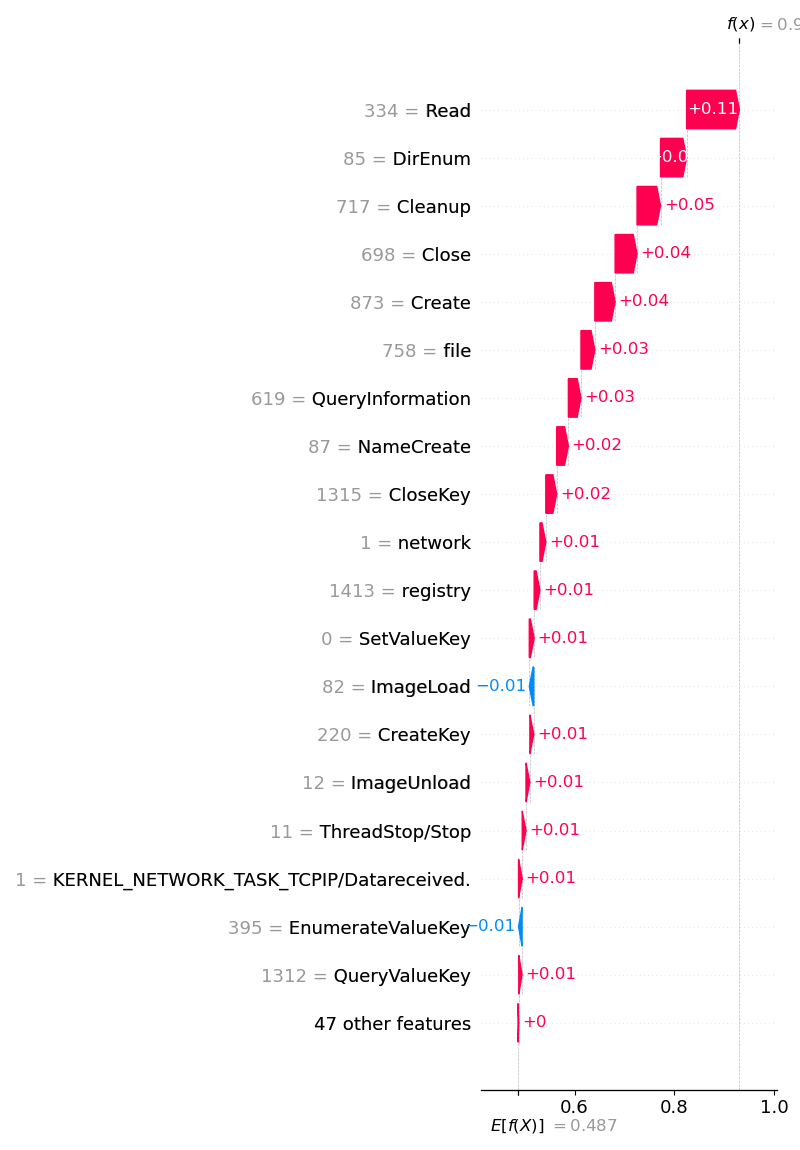 f(x) = 0.9
334 = Read
+0.11
85 = DirEnum
+0.0
717 = Cleanup
+0.05
698 = Close
+0.04
873 = Create
+0.04
758 = file
+0.03
619 = QueryInformation
+0.03
87 = NameCreate
+0.02
1315 = CloseKey
+0.02
1 = network
+0.01
1413 = registry
+0.01
0 = SetValueKey
+0.01
82 = ImageLoad
−0.01
220 = CreateKey
+0.01
12 = ImageUnload
+0.01
11 = ThreadStop/Stop
+0.01
1 = KERNEL_NETWORK_TASK_TCPIP/Datareceived.
+0.01
395 = EnumerateValueKey
−0.01
1312 = QueryValueKey
+0.01
47 other features
+0
0.6 0.8 1.0
E[f(X)] = 0.487